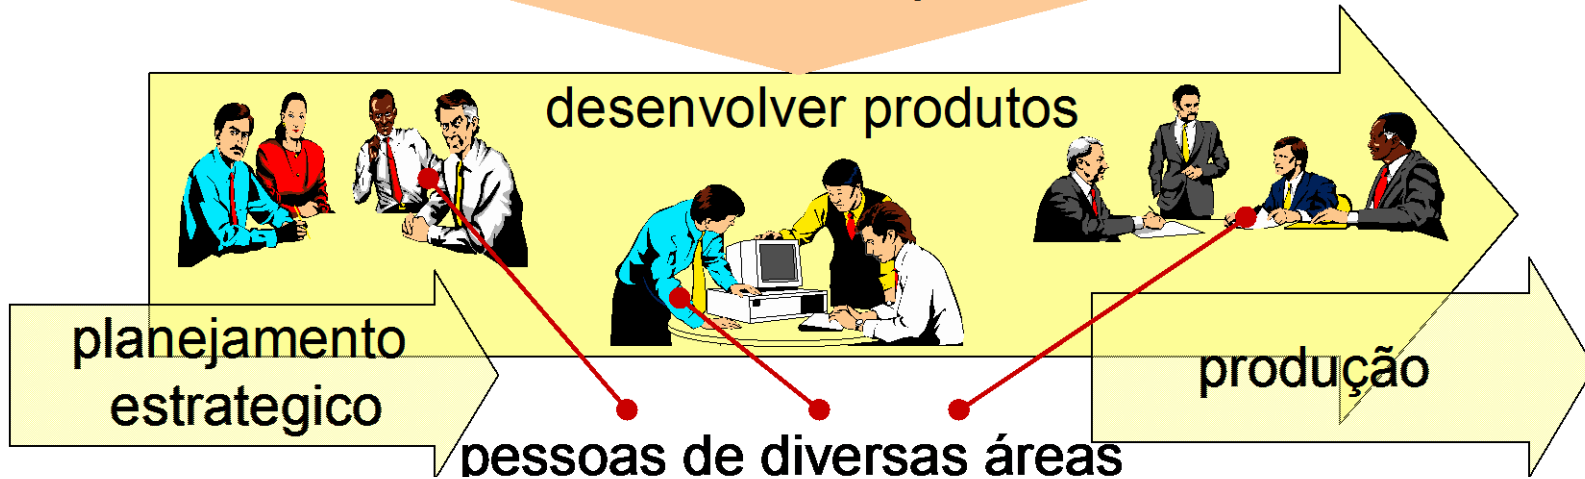 desenvolver produtos
planejamento
estrategico
produção
pessoas de diversas áreas